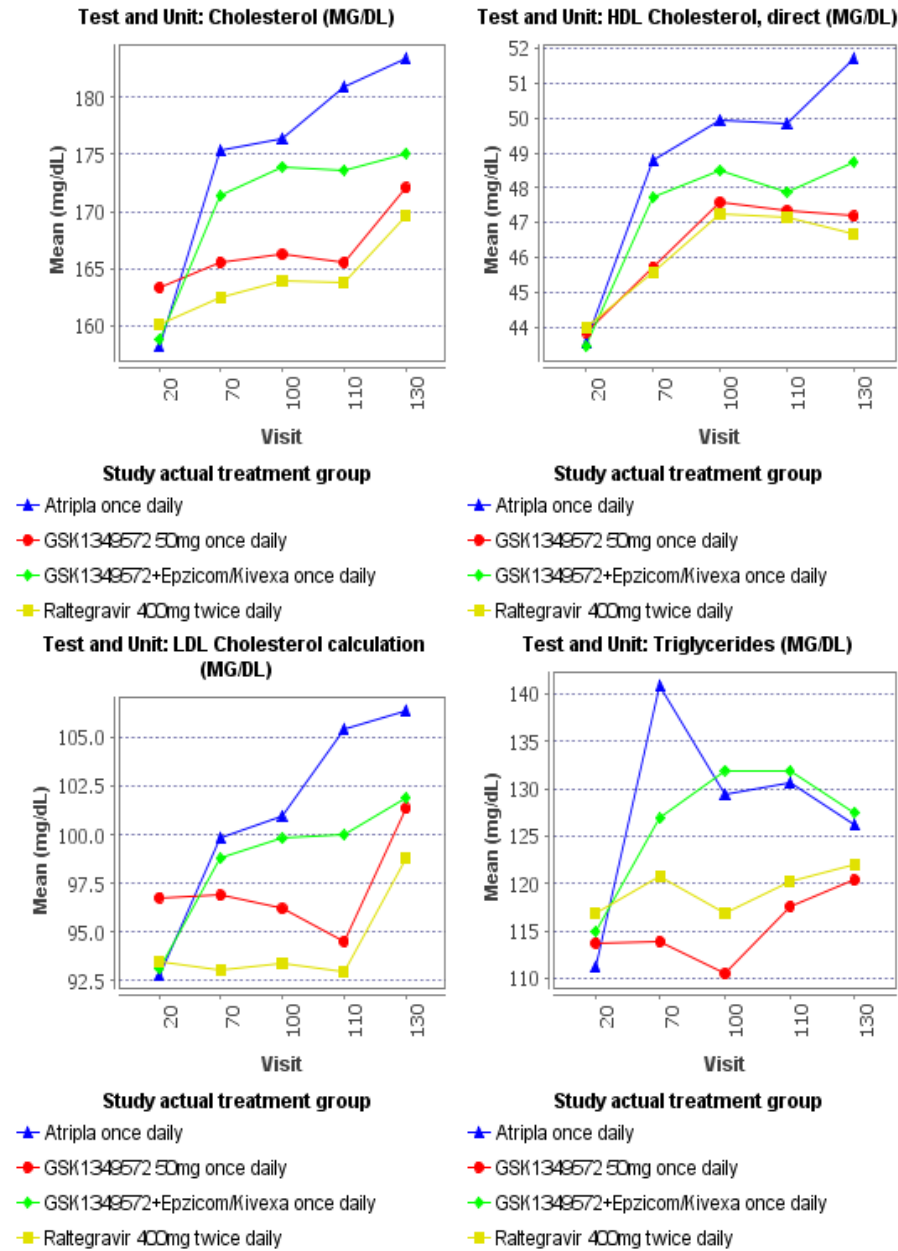 Test and Unit: Cholesterol (MG/DL)
180
175
170
165
160
Mean (mg/dL)
20
70
100
110
130
Visit
Study actual treatment group
Atripla once daily
GSK1349572 50mg once daily
GSK1349572+Epzicom/Kivexa once daily
Raltegravir 400mg twice daily
Test and Unit: HDL Cholesterol, direct (MG/DL)
52
51
50
49
48
47
46
45
44
Mean (mg/dL)
20
70
100
110
130
Visit
Study actual treatment group
Atripla once daily
GSK1349572 50mg once daily
GSK1349572+Epzicom/Kivexa once daily
Raltegravir 400mg twice daily
Test and Unit: LDL Cholesterol calculation
(MG/DL)
105.0
102.5
100.0
97.5
95.0
92.5
Mean (mg/dL)
20
70
100
110
130
Visit
Study actual treatment group
Atripla once daily
GSK1349572 50mg once daily
GSK1349572+Epzicom/Kivexa once daily
Raltegravir 400mg twice daily
Test and Unit: Triglycerides (MG/DL)
140
135
130
125
120
115
110
Mean (mg/dL)
20
70
100
110
130
Visit
Study actual treatment group
Atripla once daily
GSK1349572 50mg once daily
GSK1349572+Epzicom/Kivexa once daily
Raltegravir 400mg twice daily